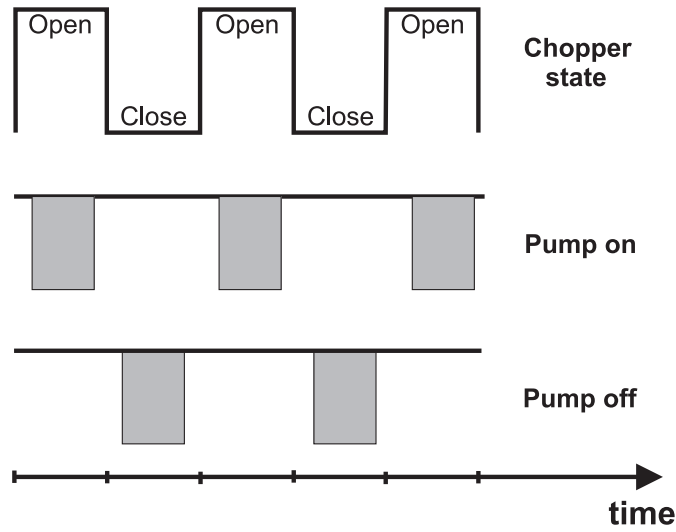 Open
Open
Open
Chopper
state
Close
Close
Pump on
Pump off
time